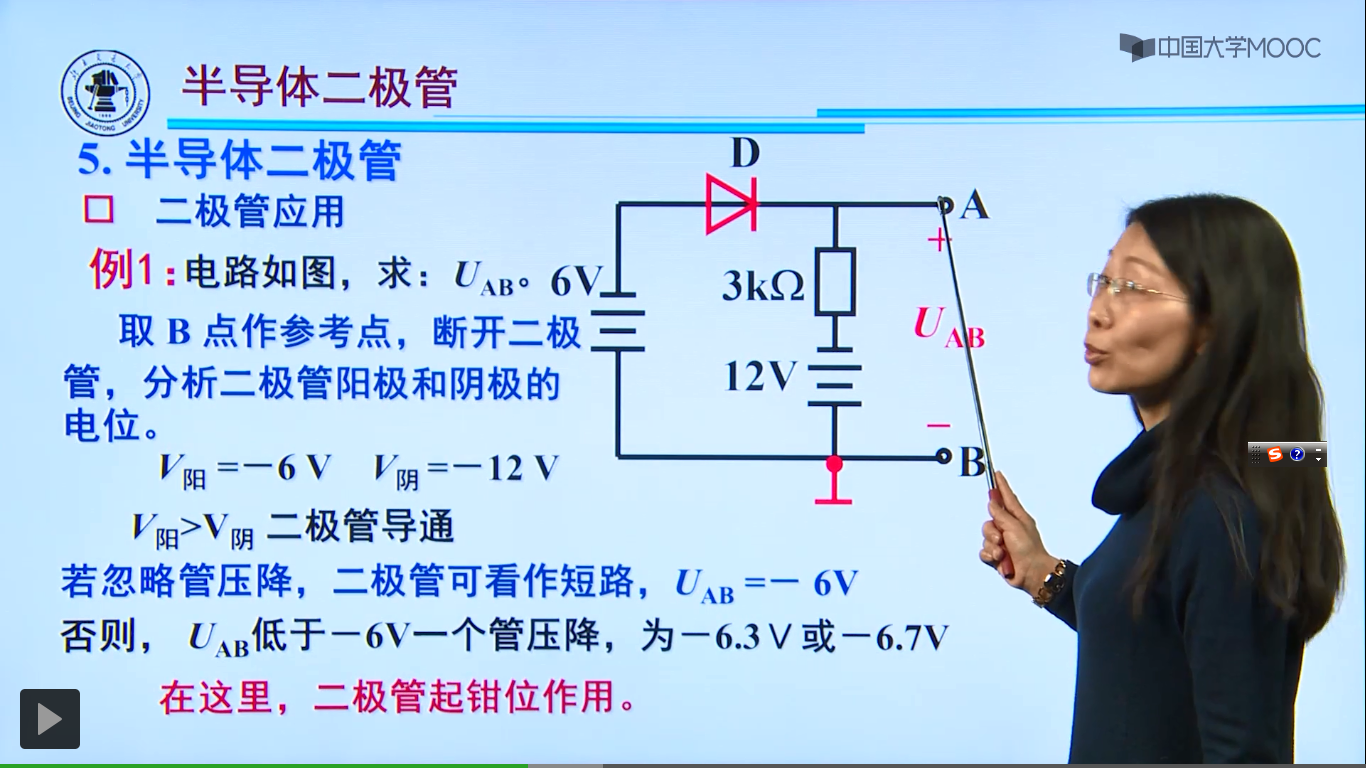 中国大学MOOC
半导体二极管
5. 半导体二极管
□ 二极管应用
例1：电路如图，求：UAB。
取 B 点作参考点，断开二极
管，分析二极管阳极和阴极的
电位。
V阳 =－6 V V阴 =－12 V
V阳>V阴 二极管导通
若忽略管压降，二极管可看作短路，UAB =－ 6V
否则， UAB低于－6V一个管压降，为－6.3V或－6.7V
在这里，二极管起钳位作用。
D
A
+
6V
3kΩ
UAB
12V
－
B
BEIJING JIAOTONG UNIVERSITY